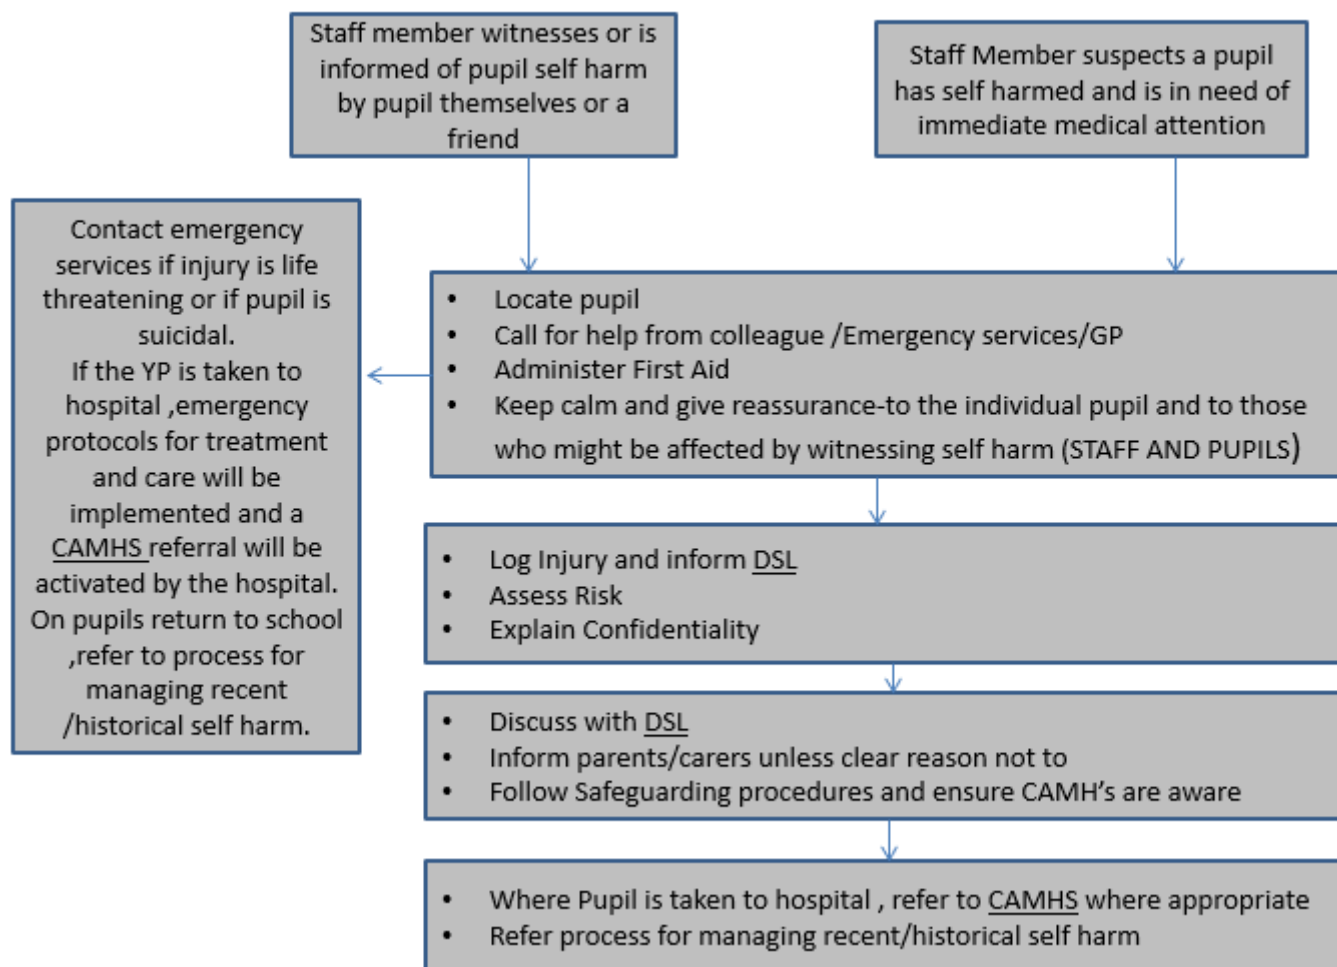 Staff member witnesses or is
informed of pupil self harm
by pupil themselves or a
friend
Staff Member suspects a pupil
has self harmed and is in need of
immediate medical attention
Contact emergency
services if injury is life
threatening or if pupil is
suicidal.
If the YP is taken to
hospital ,emergency
protocols for treatment
and care will be
implemented and a
CAMHS referral will be
activated by the hospital.
On pupils return to school
,refer to process for
managing recent
/historical self harm.
• Locate pupil
• Call for help from colleague /Emergency services/GP
• Administer First Aid
• Keep calm and give reassurance-to the individual pupil and to those
who might be affected by witnessing self harm (STAFF AND PUPILS)
• Log Injury and inform DSL
• Assess Risk
• Explain Confidentiality
• Discuss with DSL
• Inform parents/carers unless clear reason not to
• Follow Safeguarding procedures and ensure CAMH's are aware
• Where Pupil is taken to hospital , refer to CAMHS where appropriate
• Refer process for managing recent/historical self harm